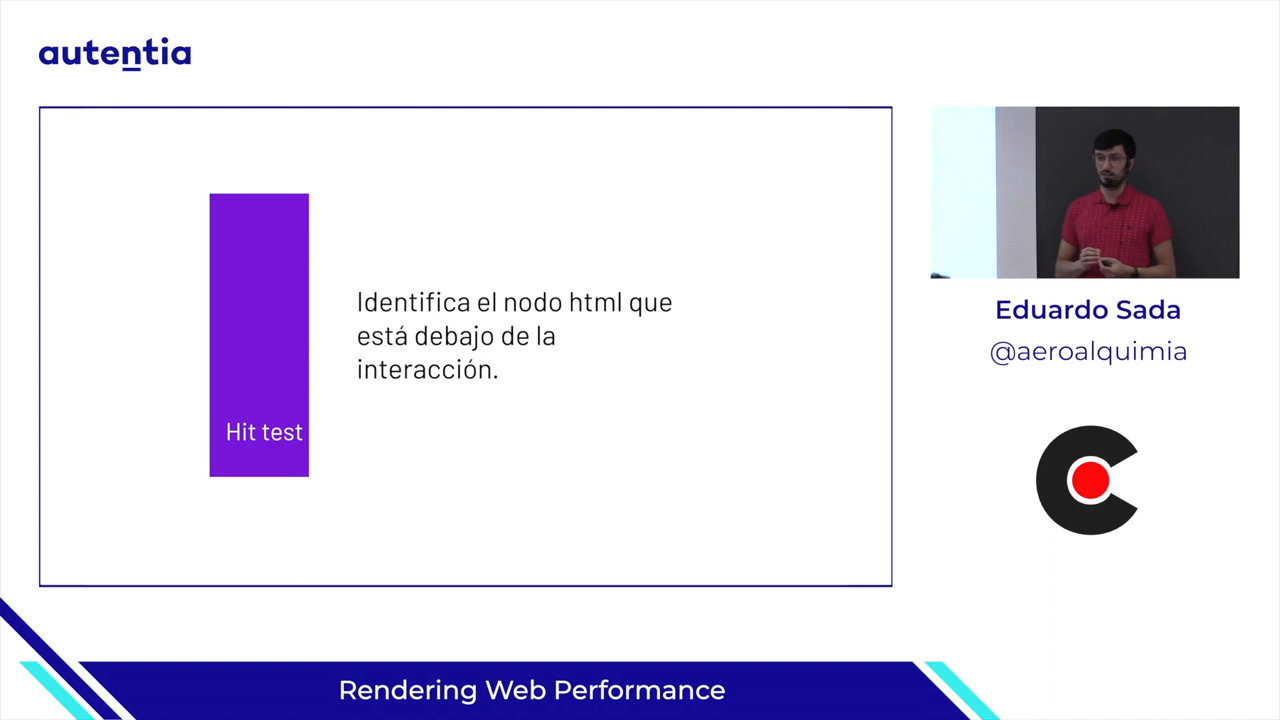 autentia
Identifica el nodo html que
está debajo de la
interacción.
Hit test
Eduardo Sada
@aeroalquimia
Rendering Web Performance